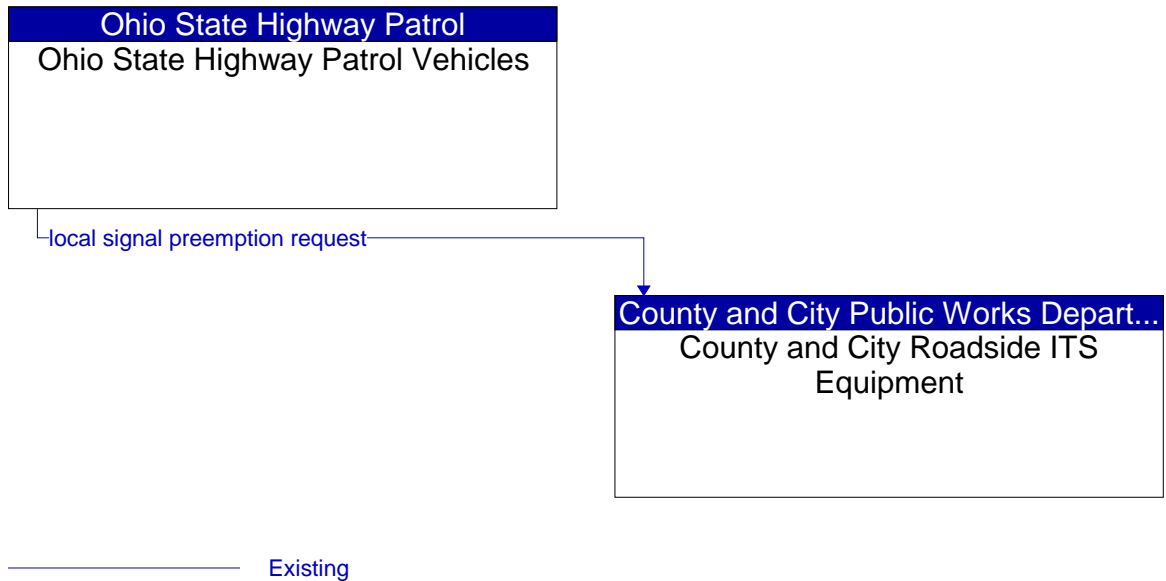 Ohio State Highway Patrol
Ohio State Highway Patrol Vehicles
local signal preemption request
County and City Public Works Depart...
County and City Roadside ITS
Equipment
Existing